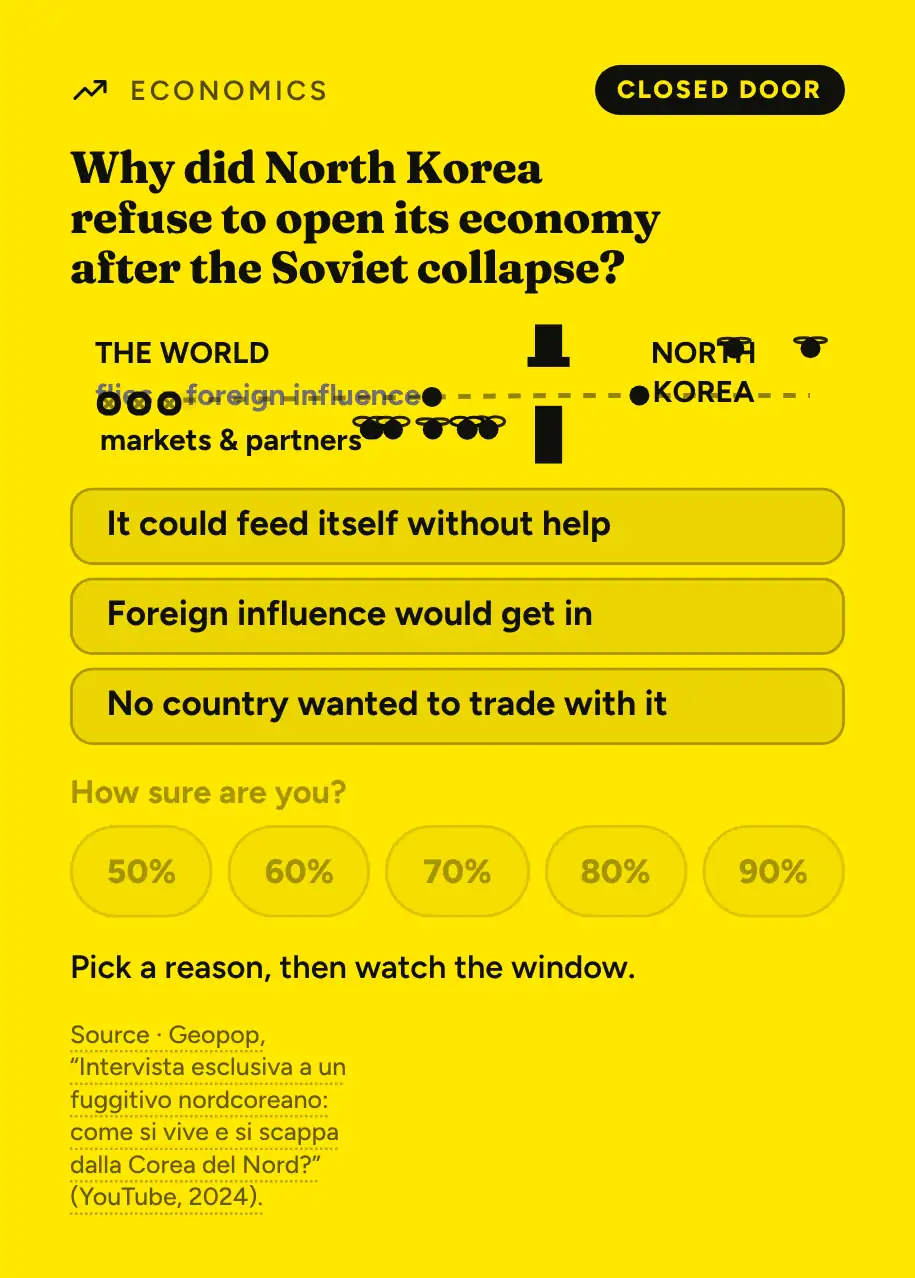 ECONOMICS
CLOSED DOOR
Why did North Korea
refuse to open its economy
after the Soviet collapse?
THE WORLD
NORTH
KOREA
flies = foreign influence
markets & partners
It could feed itself without help
Foreign influence would get in
No country wanted to trade with it
How sure are you?
50%
60%
70%
80%
90%
Pick a reason, then watch the window.
Source · Geopop,
“Intervista esclusiva a un
fuggitivo nordcoreano:
come si vive e si scappa
dalla Corea del Nord?”
(YouTube, 2024).